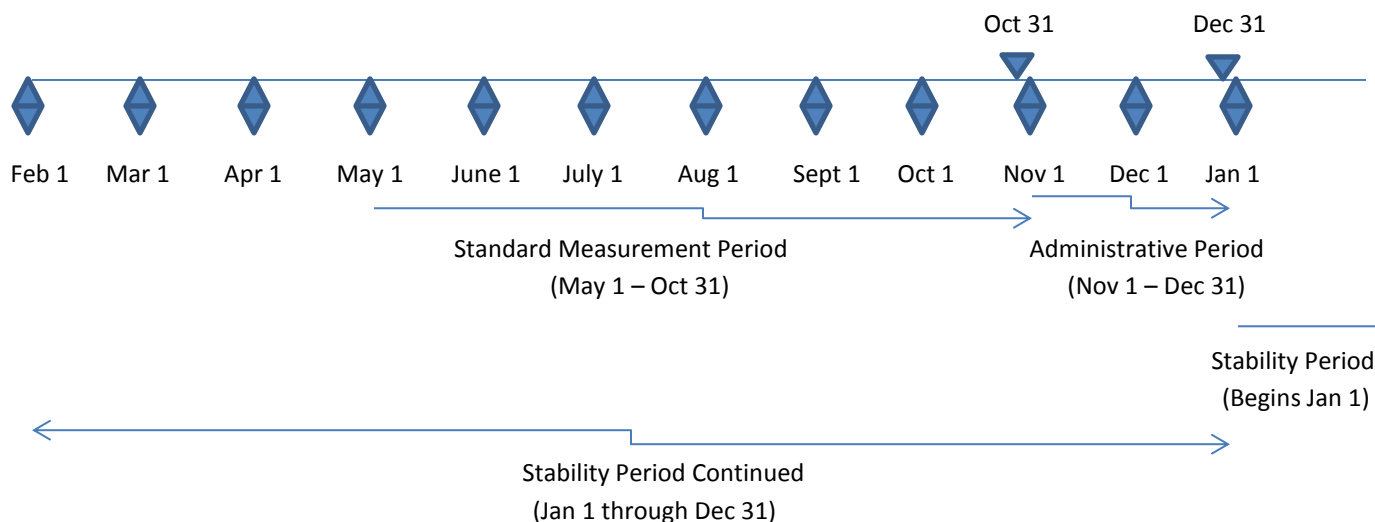 Oct 31 Dec 31
Feb 1 Mar 1 Apr 1 May 1 June 1 July 1 Aug 1 Sept 1 Oct 1 Nov 1 Dec 1 Jan 1
Standard Measurement Period
(May 1 – Oct 31)
Administrative Period
(Nov 1 – Dec 31)
Stability Period
(Begins Jan 1)
Stability Period Continued
(Jan 1 through Dec 31)